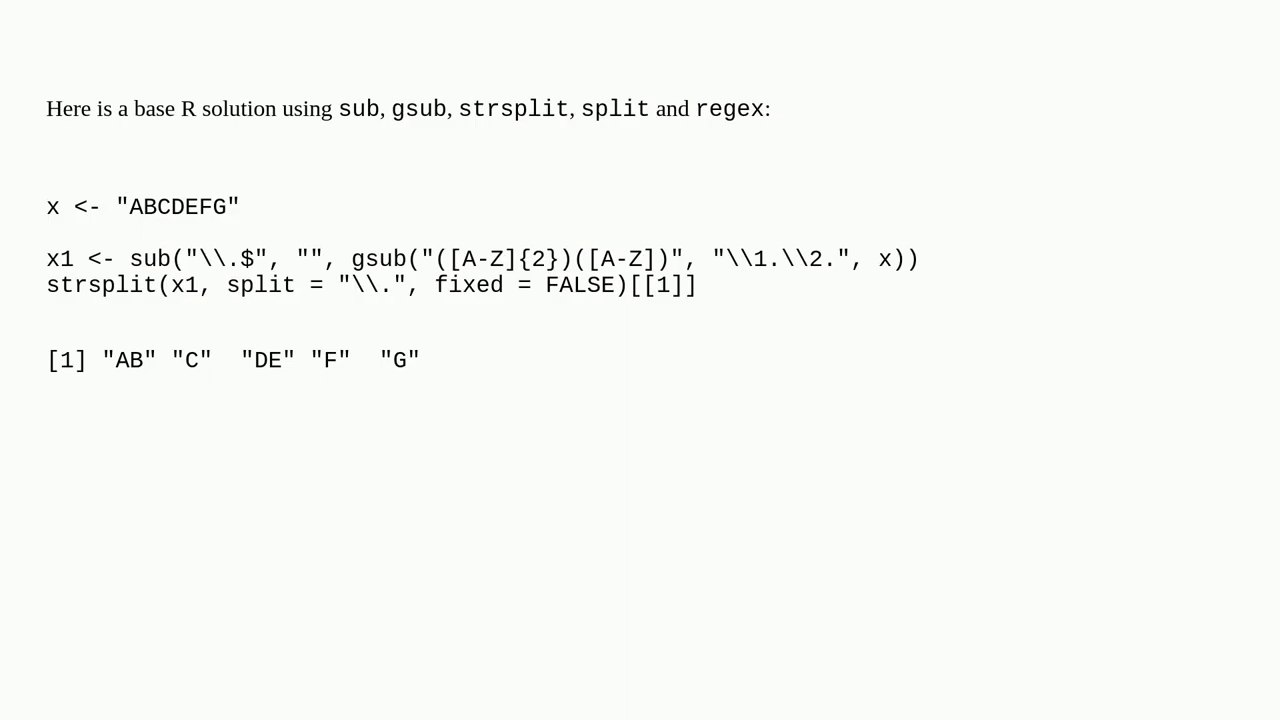 Here is a base R solution using sub, gsub, strsplit, split and regex:
x <- "ABCDEFG"
x1 <- sub("\\.$", "", gsub("([A-Z]{2})([A-Z])", "\\1.\\2.", x))
strsplit(x1, split = "\\.", fixed = FALSE)[[1]]
[1] "AB" "C"  "DE" "F"  "G"